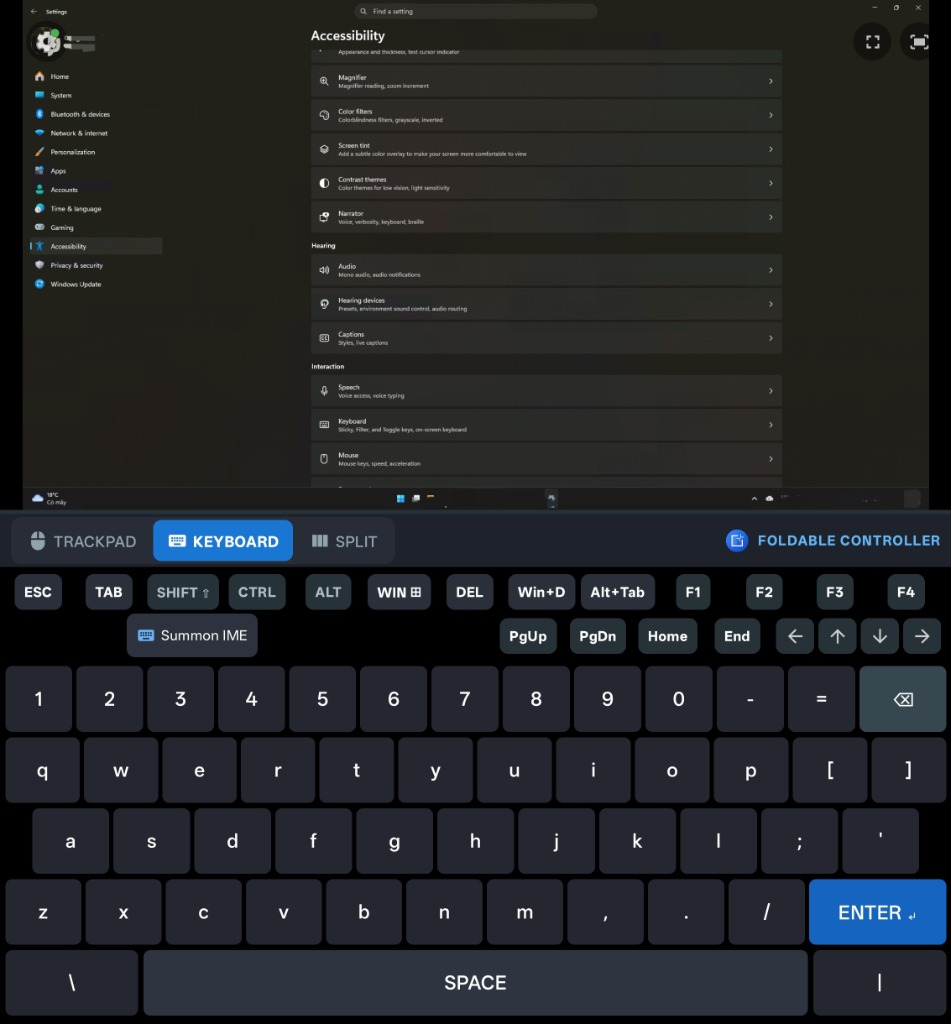 Settings
Find a setting
Accessibility
Appearance and thickness, text cursor indicator
Home
System
Bluetooth & devices
Network & internet
Personalization
Apps
Accounts
Time & language
Gaming
Accessibility
Privacy & security
Windows Update
Magnifier
Magnifier reading, zoom increment
Color filters
Colorblindness filters, grayscale, inverted
Screen tint
Add a subtle color overlay to make your screen more comfortable to view
Contrast themes
Color themes for low vision, light sensitivity
Narrator
Voice, verbosity, keyboard, braille
Hearing
Audio
Mono audio, audio notifications
Hearing devices
Presets, environment sound control, audio routing
Captions
Styles, live captions
Interaction
Speech
Voice access, voice typing
Keyboard
Sticky, Filter, and Toggle keys, on-screen keyboard
Mouse
Mouse keys, speed, acceleration
18°C
Có mây
TRACKPAD KEYBOARD SPLIT FOLDABLE CONTROLLER
ESC TAB SHIFT ⇧ CTRL ALT WIN ⊞ DEL Win+D Alt+Tab F1 F2 F3 F4
Summon IME PgUp PgDn Home End ← ↑ ↓ →
1 2 3 4 5 6 7 8 9 0 - = ⌫
q w e r t y u i o p [ ]
a s d f g h j k l ; '
z x c v b n m , . / ENTER ↵
\ SPACE |